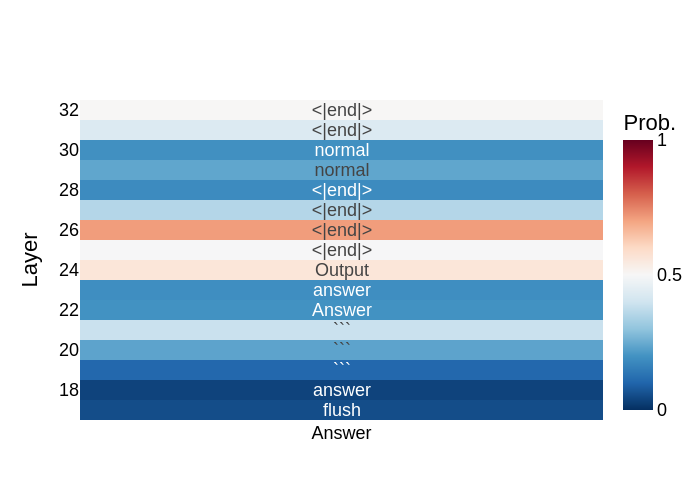 Prob.
32 <|end|> 1
<|end|>
30 normal
normal
28 <|end|>
<|end|>
26 <|end|>
<|end|>
24 Output 0.5
answer
22 Answer
```
20 ```
```
18 answer
flush 0
Answer
Layer